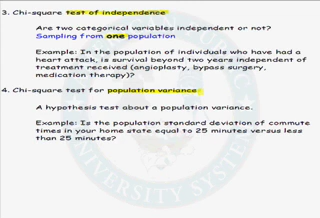 3. Chi-square test of independence
Are two categorical variables independent or not?
Sampling from one population
Example: In the population of individuals who have had a
heart attack, is survival beyond two years independent of
treatment received (angioplasty, bypass surgery,
medication therapy)?
4. Chi-square test for population variance
A hypothesis test about a population variance.
Example: Is the population standard deviation of commute
times in your home state equal to 25 minutes versus less
than 25 minutes?